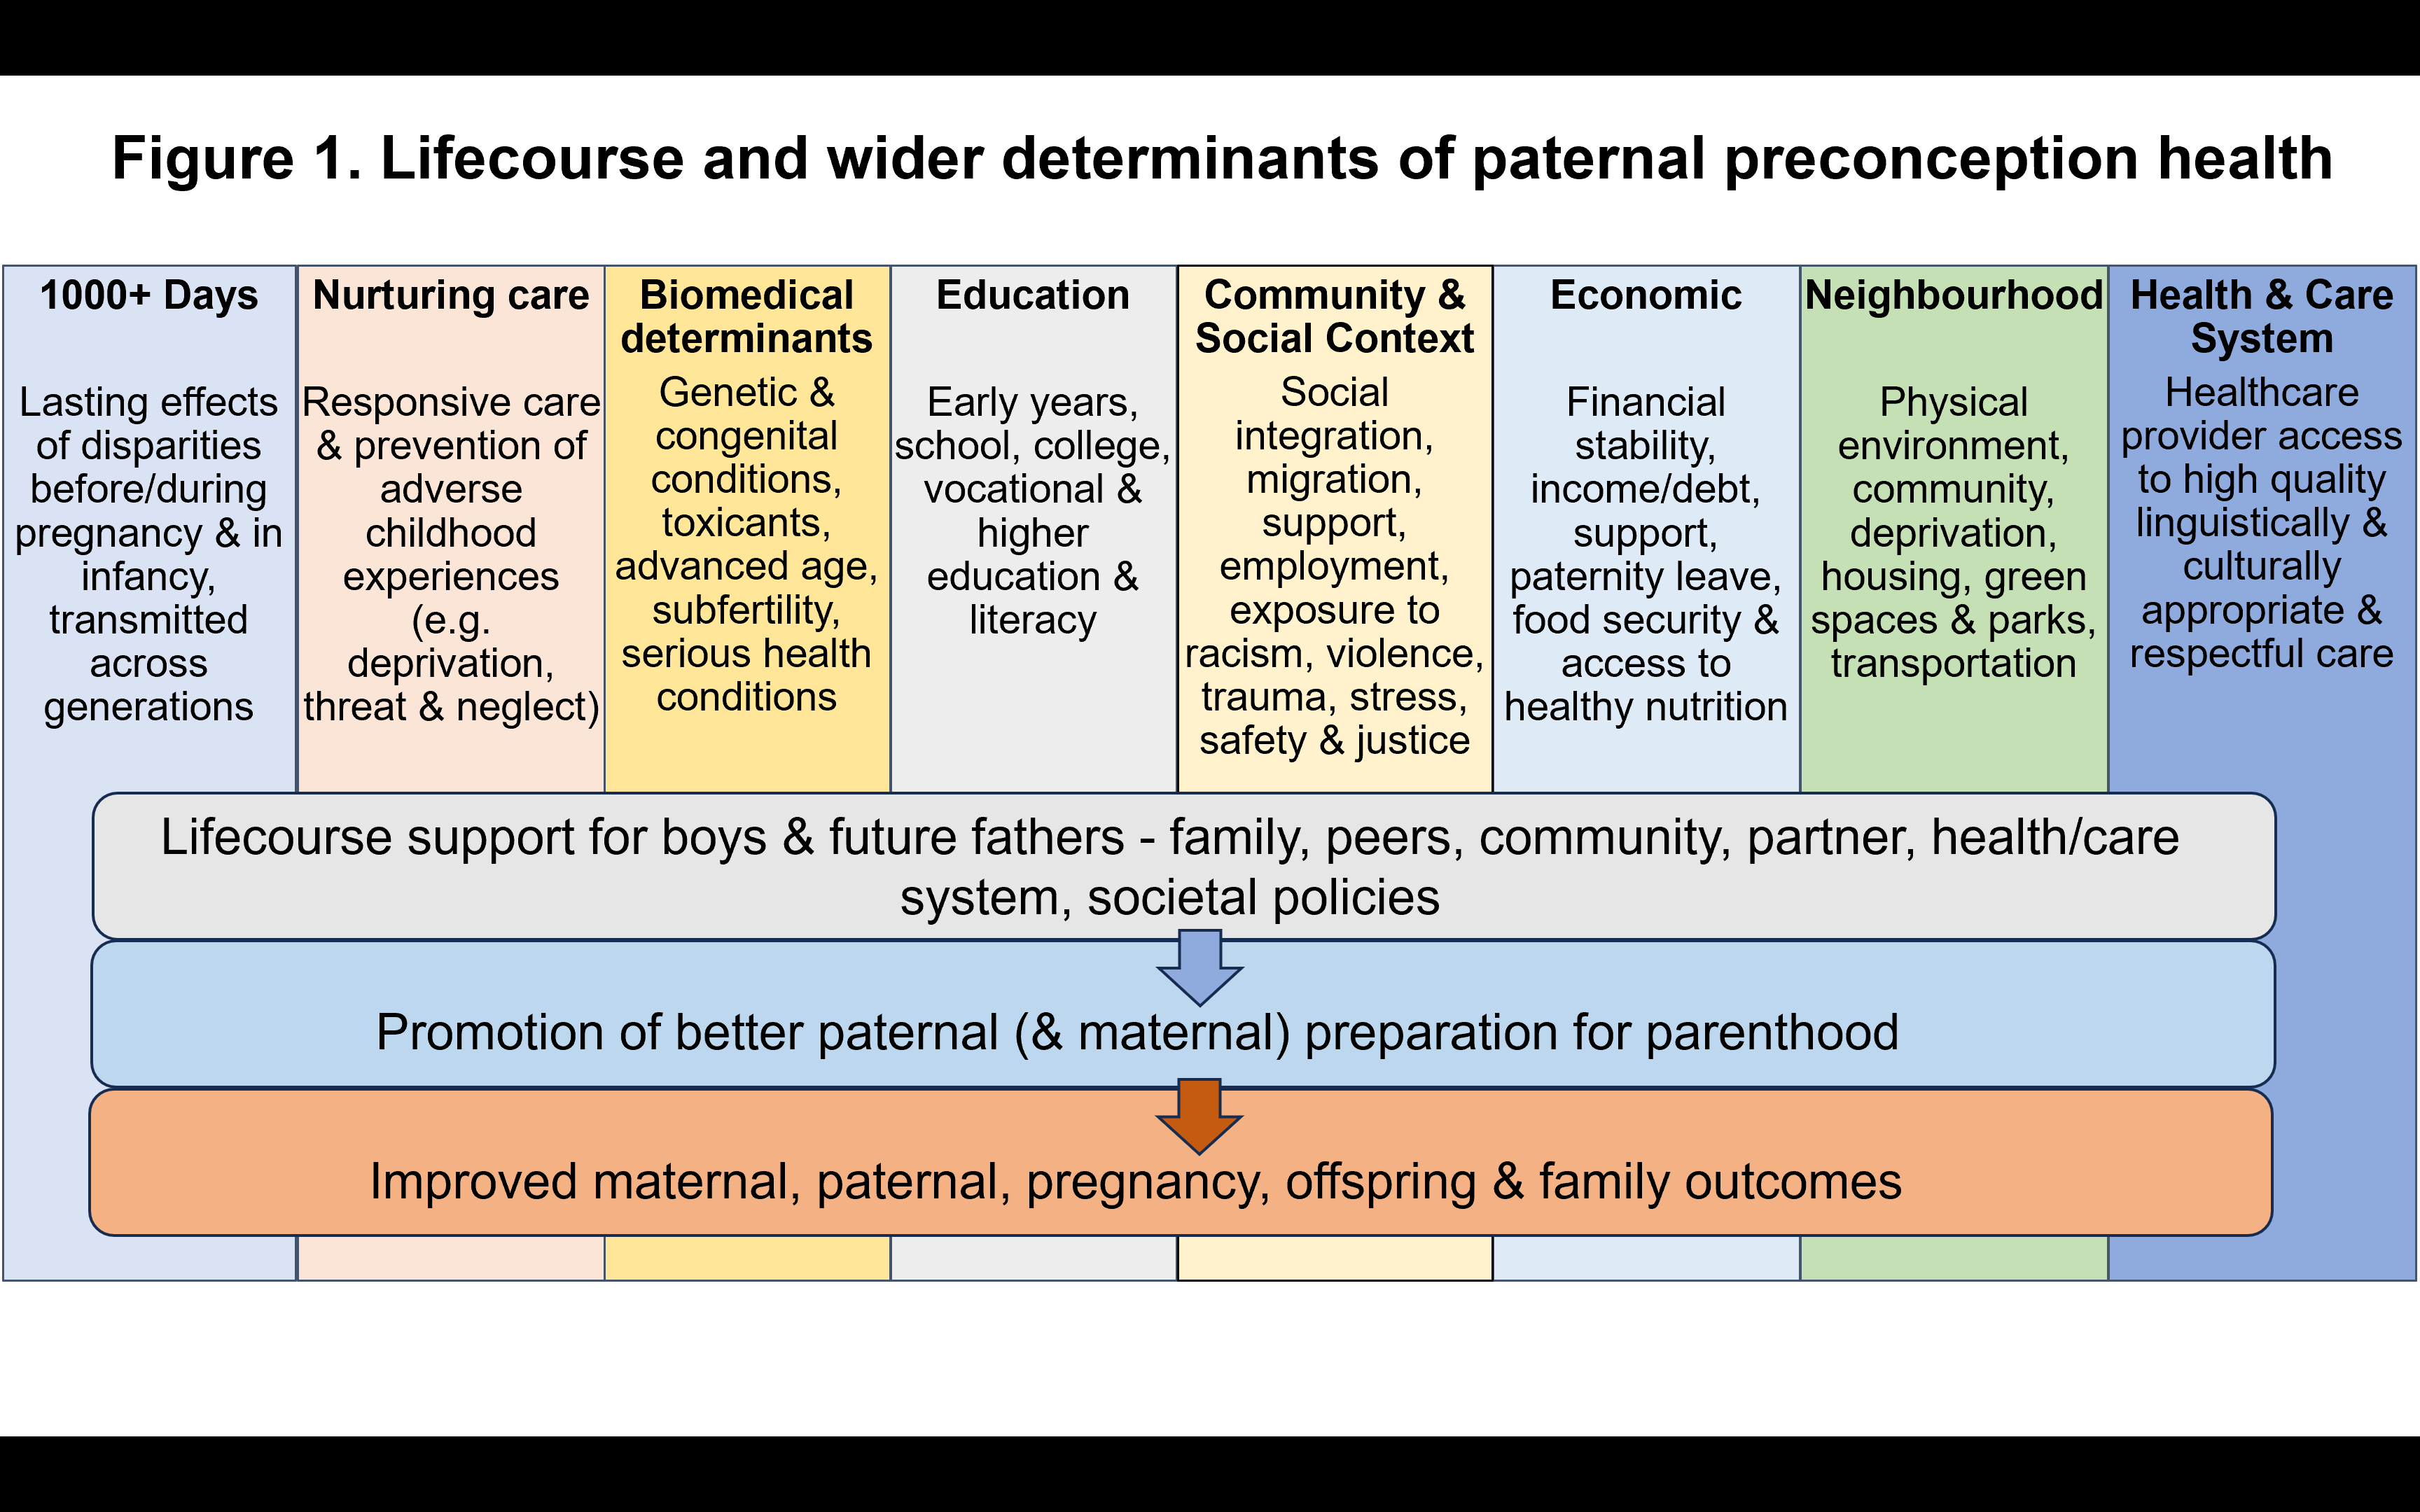 Figure 1. Lifecourse and wider determinants of paternal preconception health
1000+ Days
Lasting effects
of disparities
before/during
pregnancy & in
infancy,
transmitted
across
generations
Nurturing care
Responsive care
& prevention of
adverse
childhood
experiences
(e.g.
deprivation,
threat & neglect)
Biomedical
determinants
Genetic &
congenital
conditions,
toxicants,
advanced age,
subfertility,
serious health
conditions
Education
Early years,
school, college,
vocational &
higher
education &
literacy
Community &
Social Context
Social
integration,
migration,
support,
employment,
exposure to
racism, violence,
trauma, stress,
safety & justice
Economic
Financial
stability,
income/debt,
support,
paternity leave,
food security &
access to
healthy nutrition
Neighbourhood
Physical
environment,
community,
deprivation,
housing, green
spaces & parks,
transportation
Health & Care
System
Healthcare
provider access
to high quality
linguistically &
culturally
appropriate &
respectful care
Lifecourse support for boys & future fathers - family, peers, community, partner, health/care
system, societal policies
Promotion of better paternal (& maternal) preparation for parenthood
Improved maternal, paternal, pregnancy, offspring & family outcomes